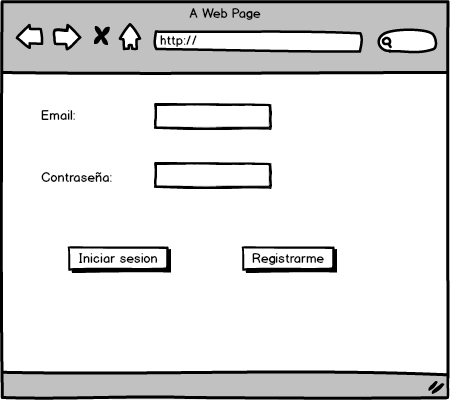 A Web Page
http://
Email:
Contraseña:
Iniciar sesion
Registrarme